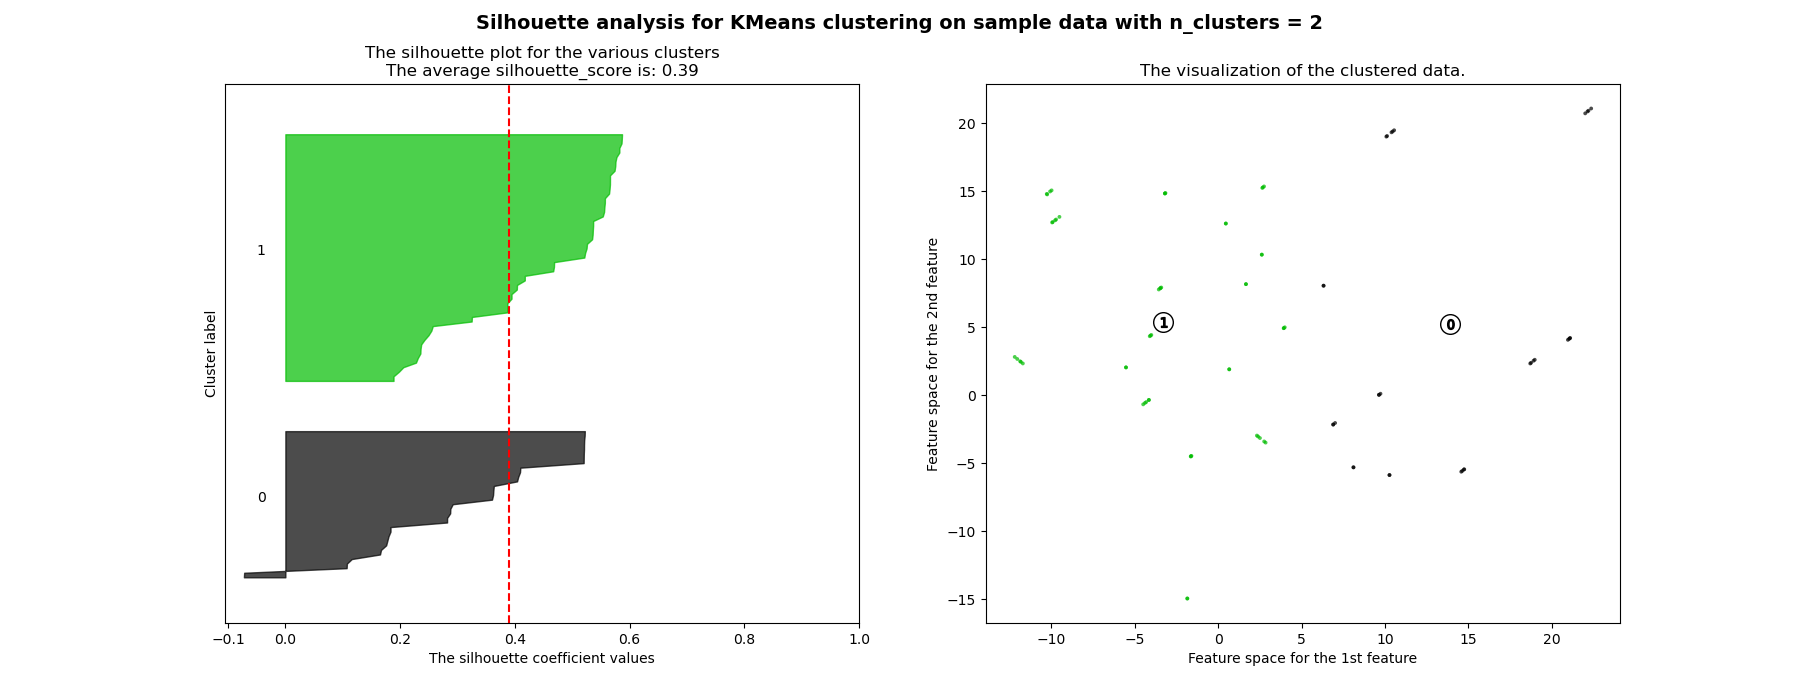 Silhouette analysis for KMeans clustering on sample data with n_clusters = 2
The silhouette plot for the various clusters
The average silhouette_score is: 0.39
1
0
Cluster label
−0.1 0.0 0.2 0.4 0.6 0.8 1.0
The silhouette coefficient values
The visualization of the clustered data.
20
15
10
5
0
−5
−10
−15
1
0
Feature space for the 2nd feature
−10 −5 0 5 10 15 20
Feature space for the 1st feature